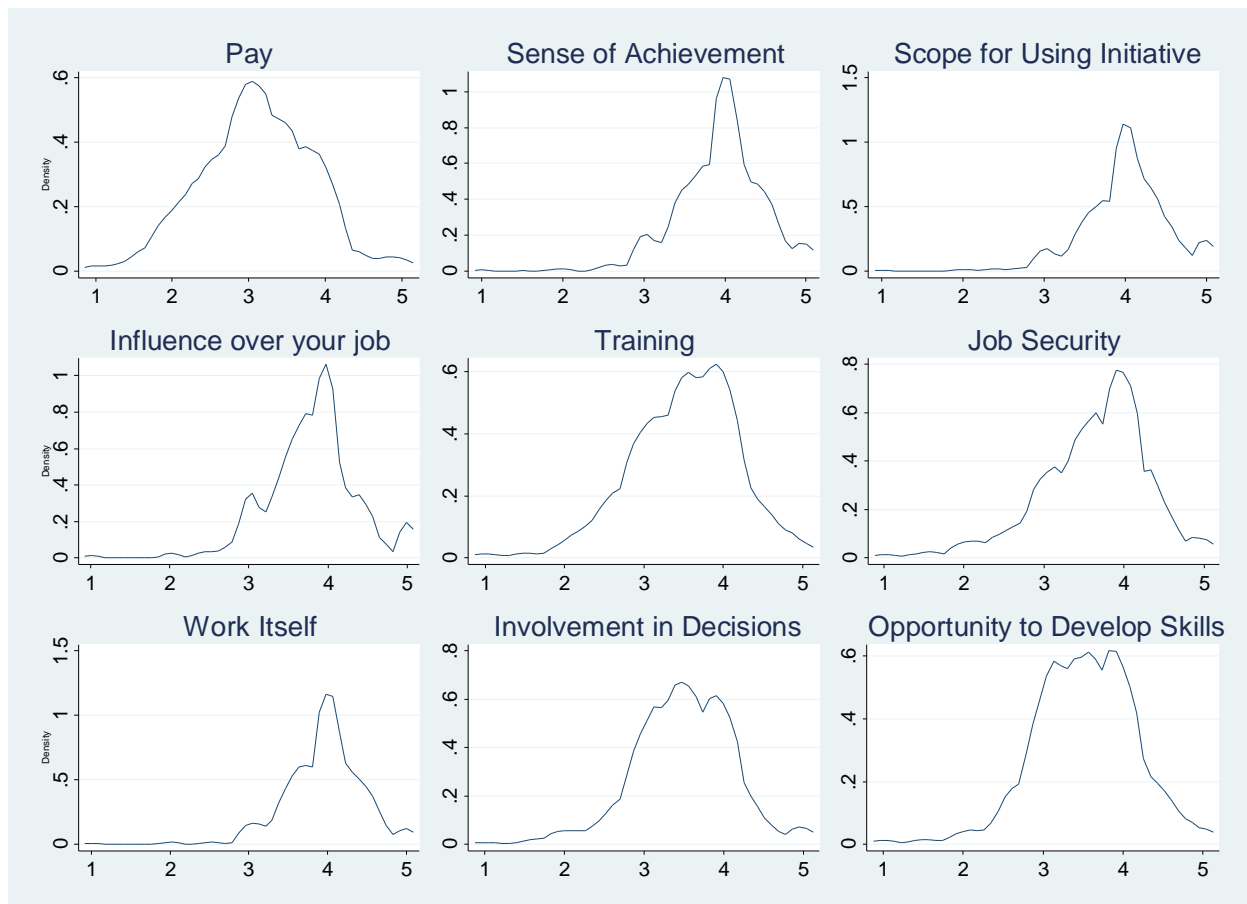 Pay
Sense of Achievement
Scope for Using Initiative
Density
0 .2 .4 .6
0 .2 .4 .6 .8 1
0 .5 1 1.5
1 2 3 4 5
1 2 3 4 5
1 2 3 4 5
Influence over your job
Training
Job Security
Density
0 .2 .4 .6 .8 1
0 .2 .4 .6
0 .2 .4 .6 .8
1 2 3 4 5
1 2 3 4 5
1 2 3 4 5
Work Itself
Involvement in Decisions
Opportunity to Develop Skills
Density
0 .5 1 1.5
0 .2 .4 .6 .8
0 .2 .4 .6
1 2 3 4 5
1 2 3 4 5
1 2 3 4 5